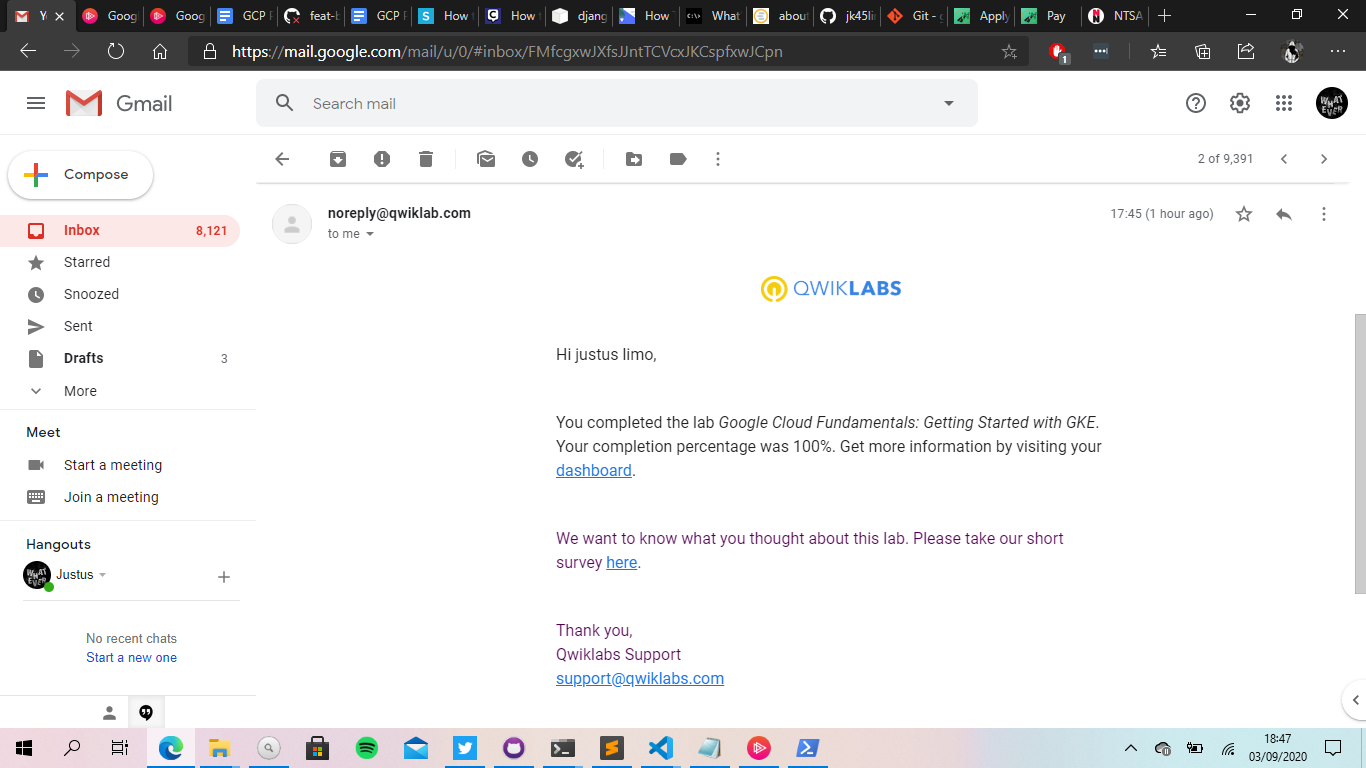 Y
Goog
Goog
GCP F
feat-b
GCP F
How
How
djang
How T
What
about
jk45lin
Git - g
Apply
Pay
NTSA
https://mail.google.com/mail/u/0/#inbox/FMfcgxwJXfsJJntTCVcxJKCspfxwJCpn
1
Gmail
Search mail
WHAT EVER
Compose
2 of 9,391
Inbox 8,121
Starred
Snoozed
Sent
Drafts 3
More
Meet
Start a meeting
Join a meeting
Hangouts
Justus
No recent chats
Start a new one
noreply@qwiklab.com
17:45 (1 hour ago)
to me
QWIKLABS
Hi justus limo,
You completed the lab Google Cloud Fundamentals: Getting Started with GKE.
Your completion percentage was 100%. Get more information by visiting your
dashboard.
We want to know what you thought about this lab. Please take our short
survey here.
Thank you,
Qwiklabs Support
support@qwiklabs.com
18:47
03/09/2020